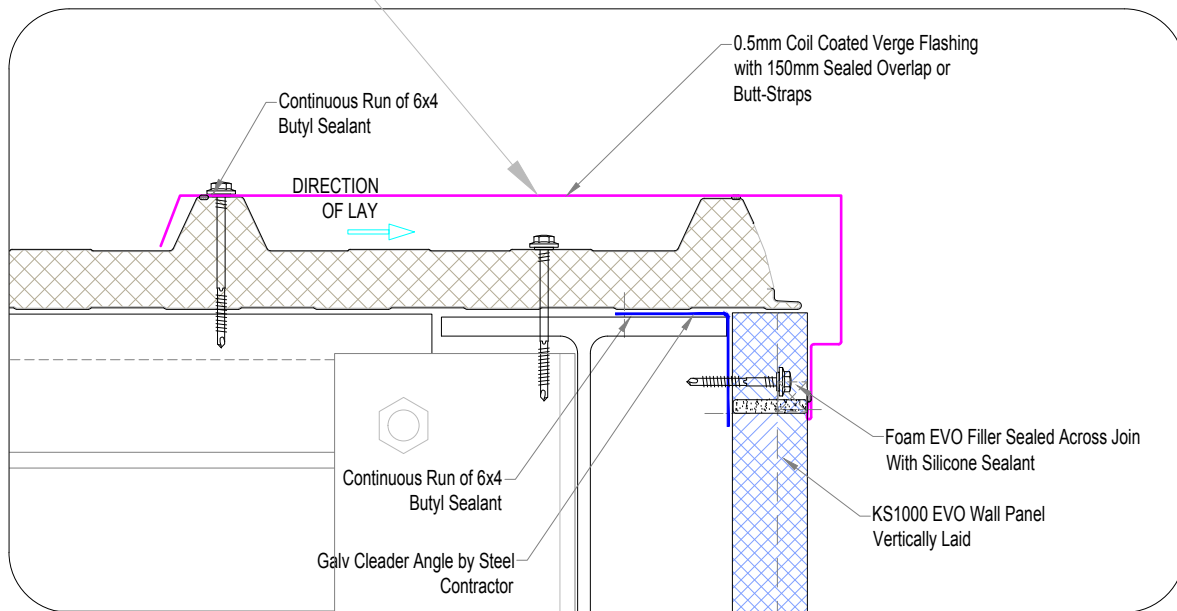 0.5mm Coil Coated Verge Flashing
with 150mm Sealed Overlap or
Butt-Straps
Continuous Run of 6x4
Butyl Sealant
DIRECTION
OF LAY
Foam EVO Filler Sealed Across Join
With Silicone Sealant
Continuous Run of 6x4
Butyl Sealant
KS1000 EVO Wall Panel
Vertically Laid
Galv Cleader Angle by Steel
Contractor